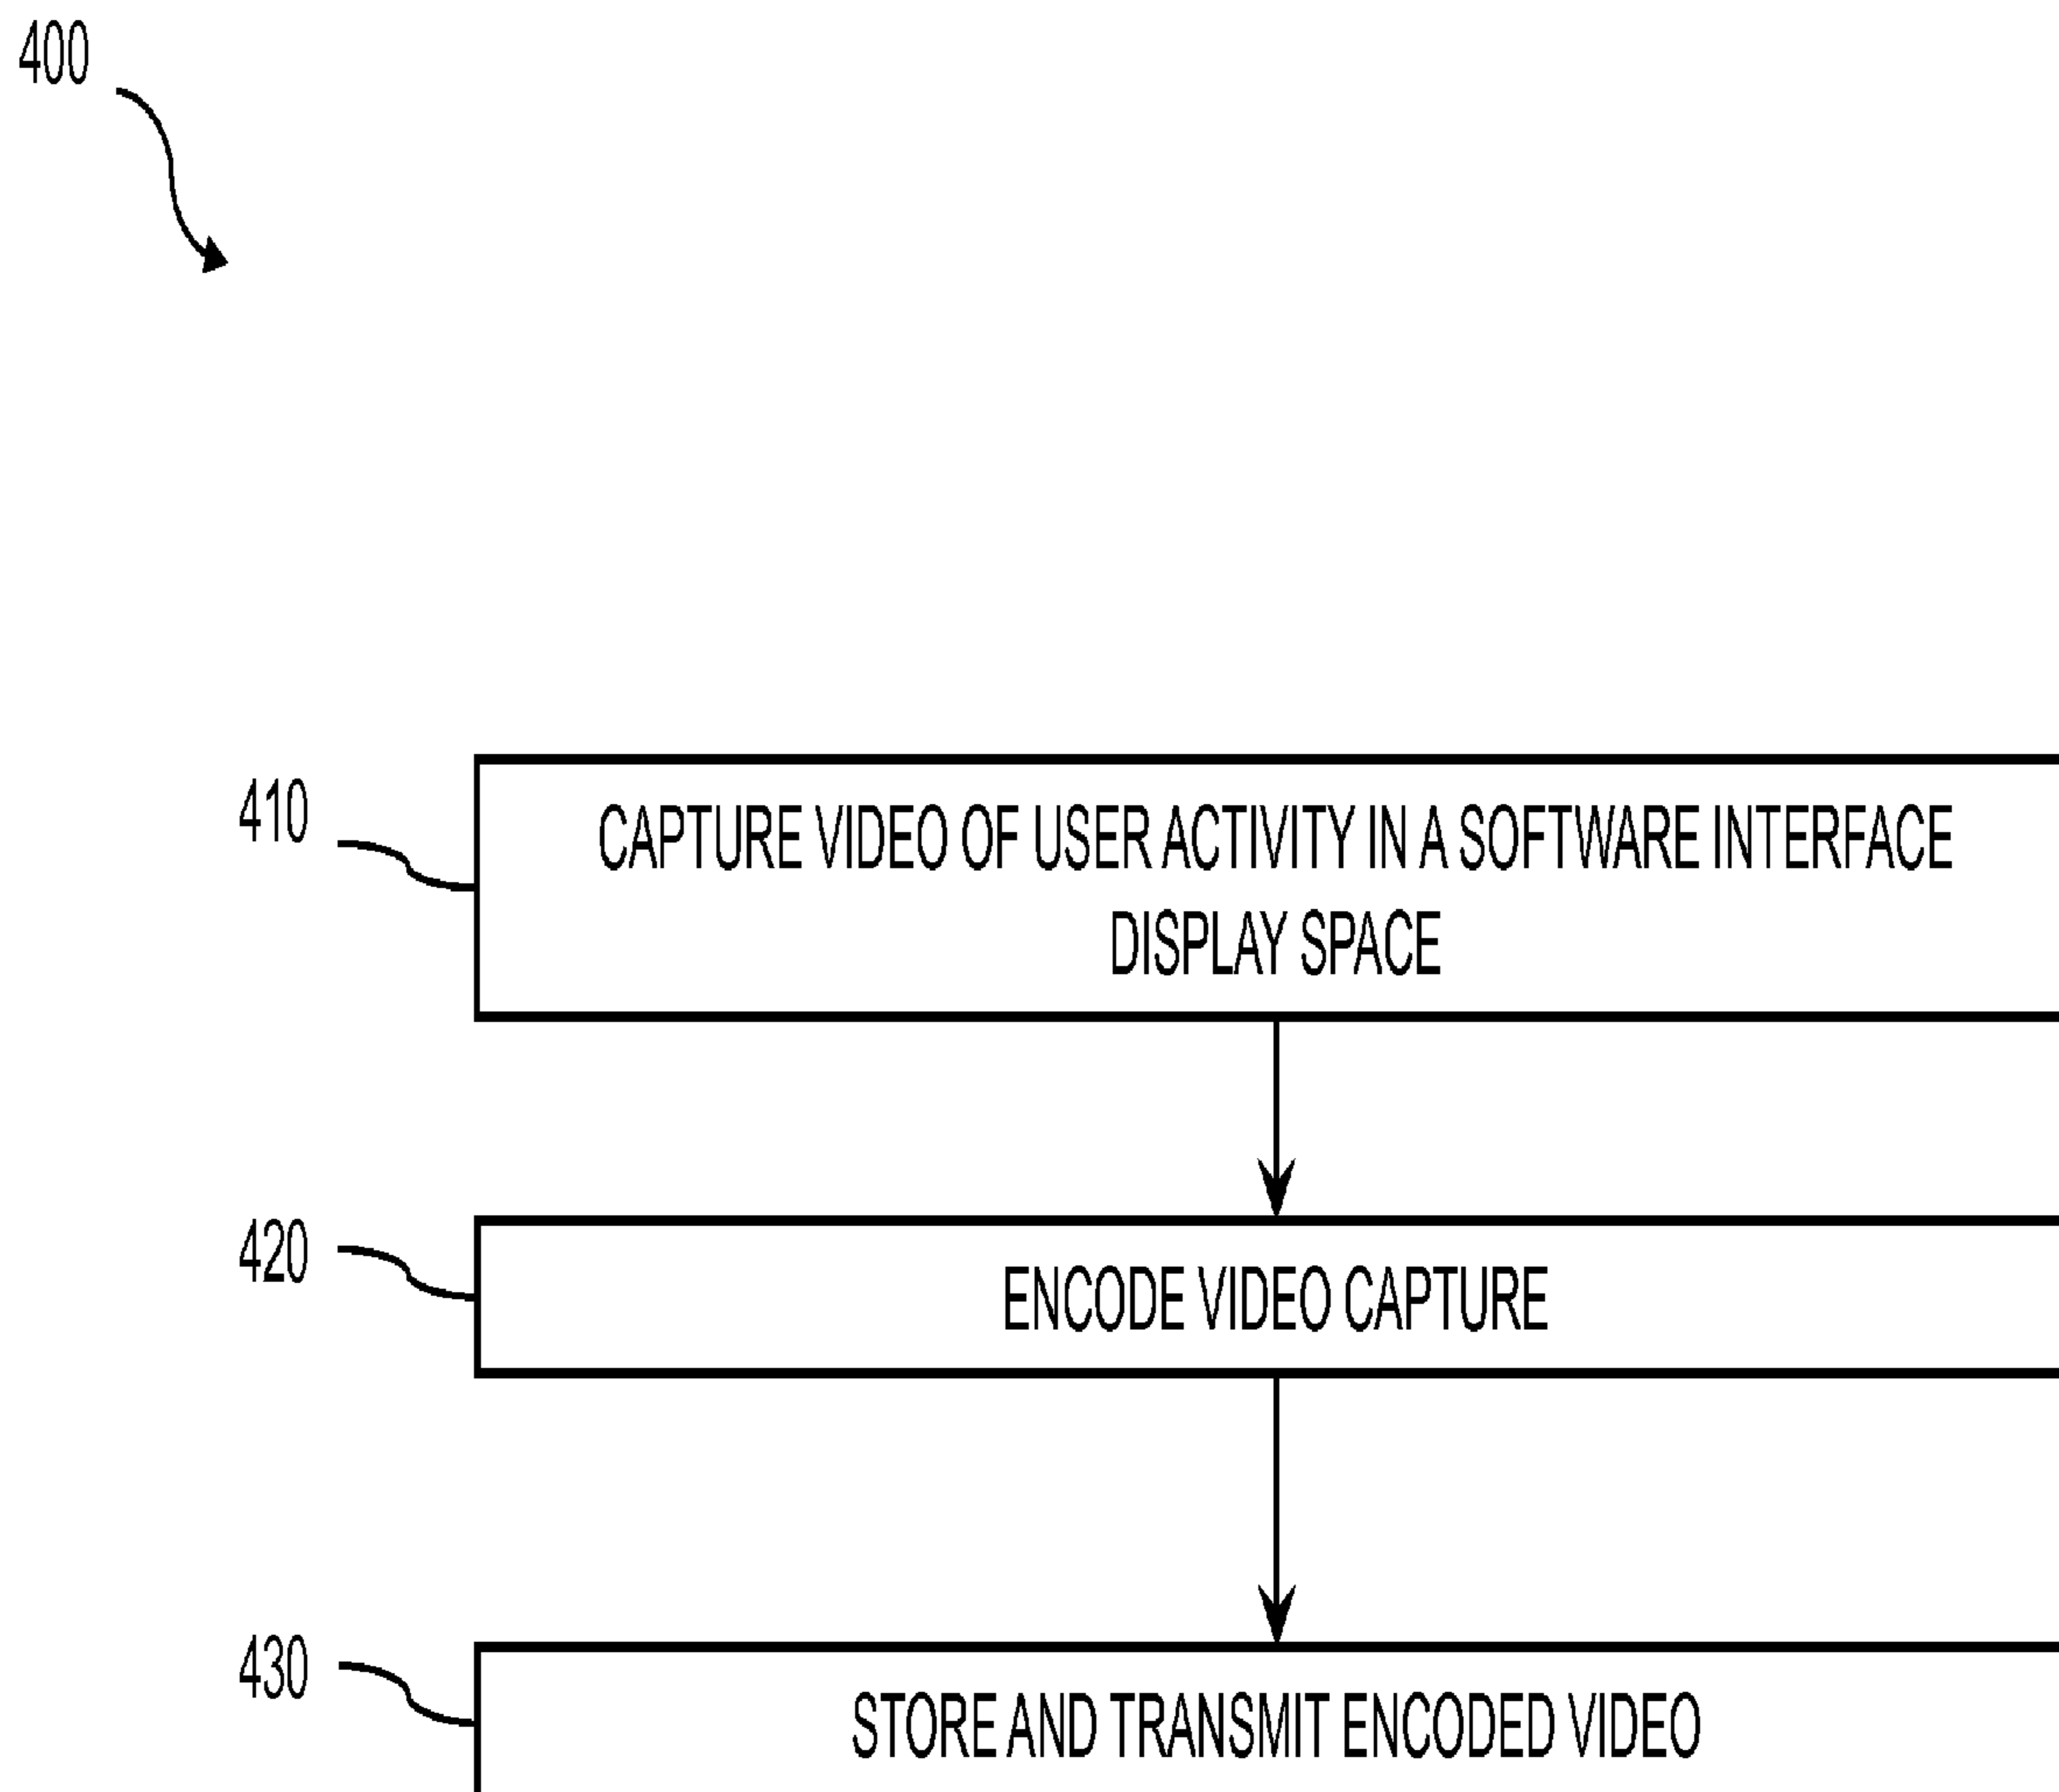 400
410
CAPTURE VIDEO OF USER ACTIVITY IN A SOFTWARE INTERFACE
DISPLAY SPACE
420
ENCODE VIDEO CAPTURE
430
STORE AND TRANSMIT ENCODED VIDEO